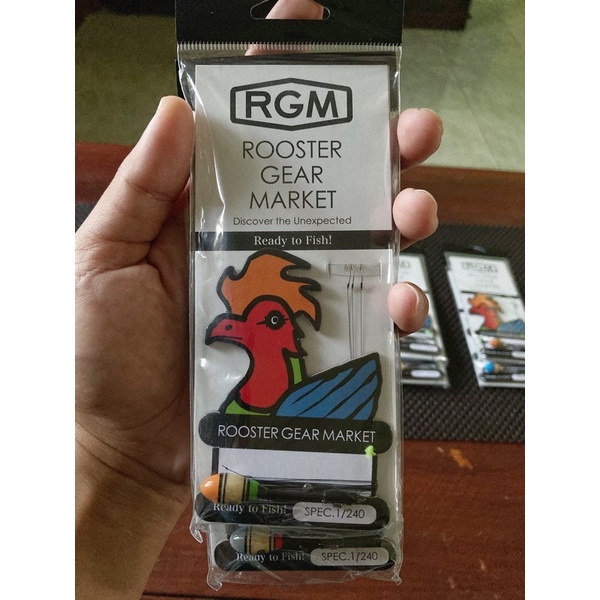 RGM
ROOSTER
GEAR
MARKET
Discover the Unexpected
Ready to Fish!
ROOSTER GEAR MARKET
Ready to Fish! SPEC.1/240
Ready to Fish! SPEC.1/240
RGM